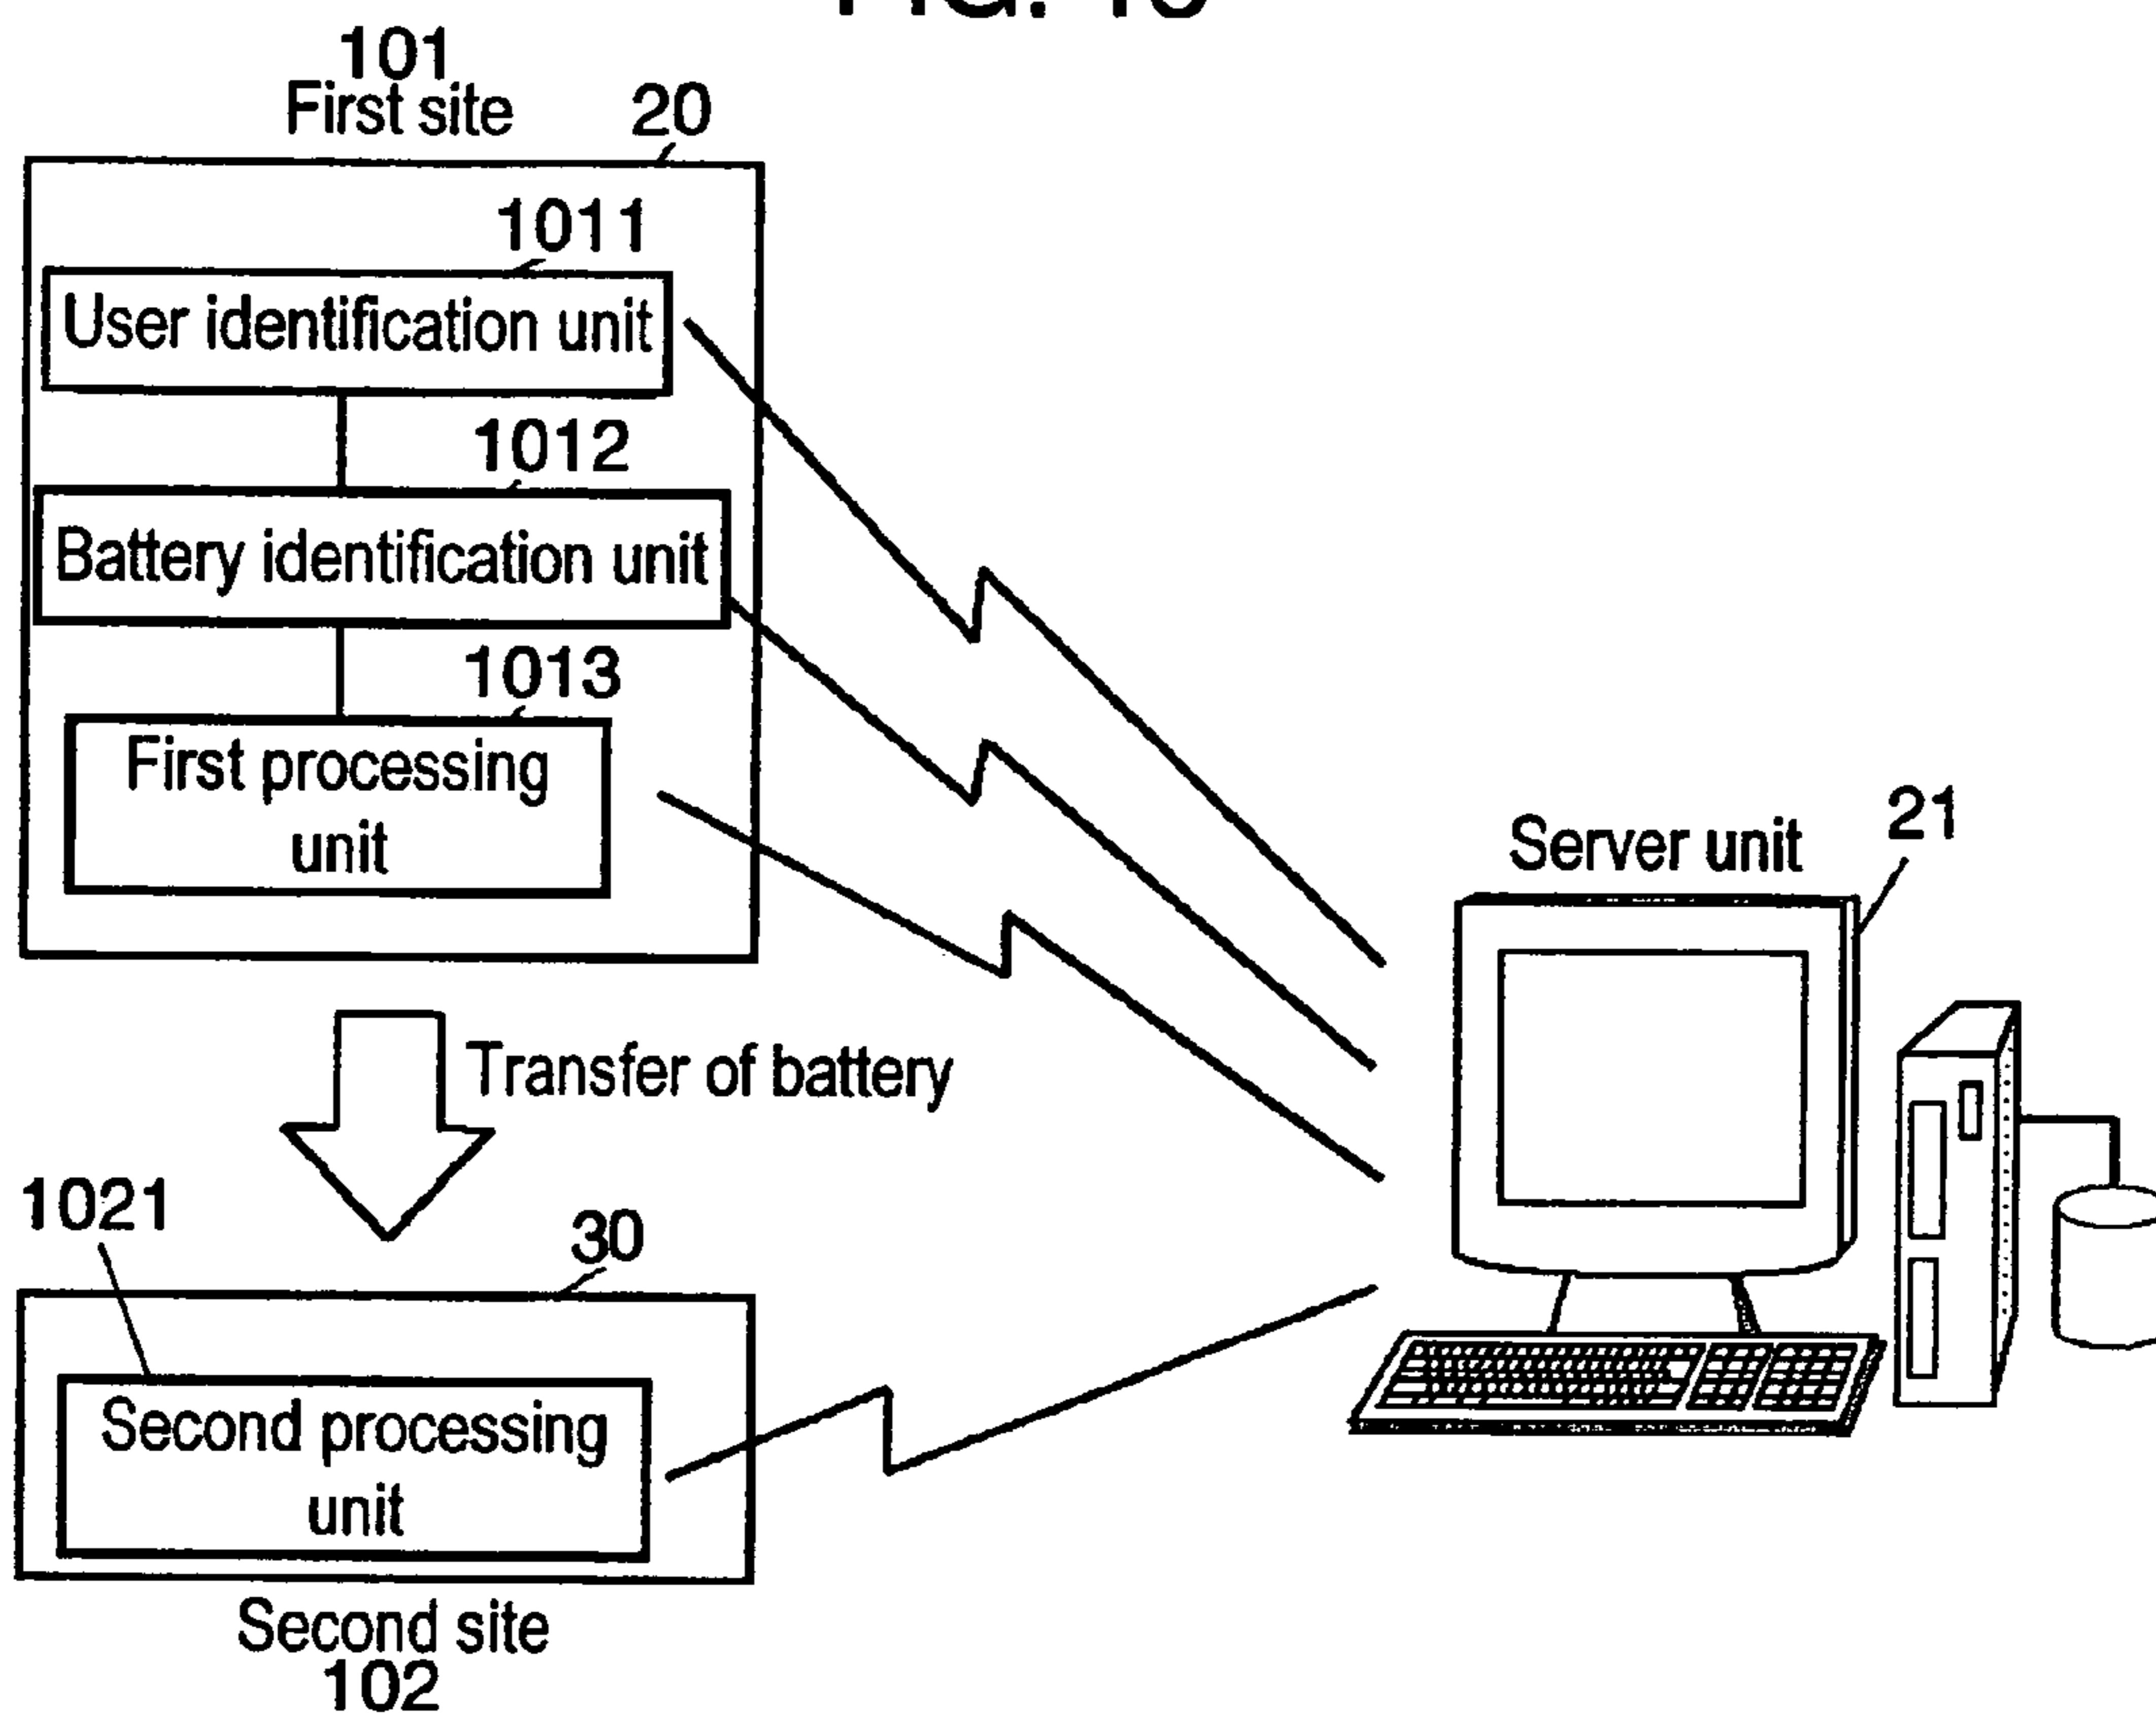 101
First site
20
1011
User identification unit
1012
Battery identification unit
1013
First processing
unit
Transfer of battery
Server unit
21
1021
30
Second processing
unit
Second site
102